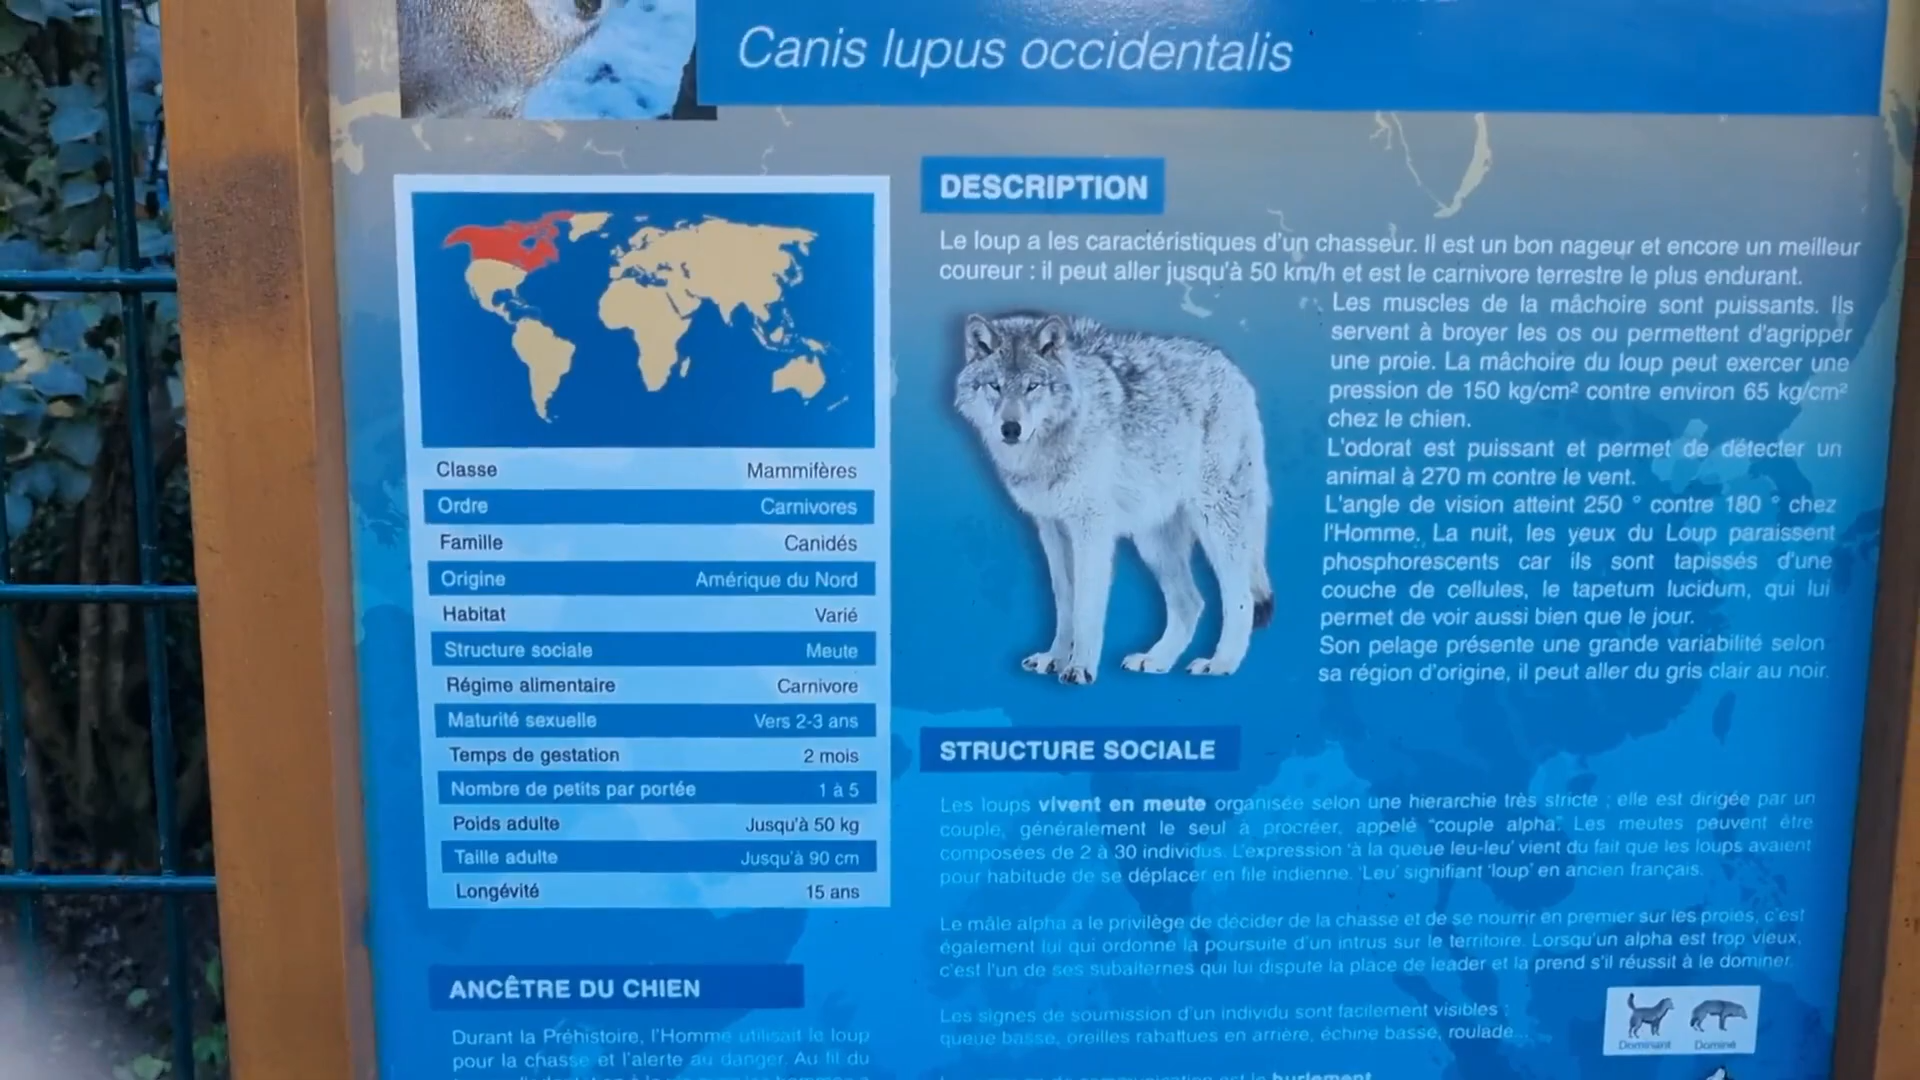 Canis lupus occidentalis
Classe Mammifères
Ordre Carnivores
Famille Canidés
Origine Amérique du Nord
Habitat Varié
Structure sociale Meute
Régime alimentaire Carnivore
Maturité sexuelle Vers 2-3 ans
Temps de gestation 2 mois
Nombre de petits par portée 1 à 5
Poids adulte Jusqu'à 50 kg
Taille adulte Jusqu'à 90 cm
Longévité 15 ans
ANCÊTRE DU CHIEN
Durant la Préhistoire, l'Homme utilisait le loup
pour la chasse et l'alerte au danger. Au fil du
DESCRIPTION
Le loup a les caractéristiques d'un chasseur. Il est un bon nageur et encore un meilleur
coureur : il peut aller jusqu'à 50 km/h et est le carnivore terrestre le plus endurant.
Les muscles de la mâchoire sont puissants. Ils
servent à broyer les os ou permettent d'agripper
une proie. La mâchoire du loup peut exercer une
pression de 150 kg/cm² contre environ 65 kg/cm²
chez le chien.
L'odorat est puissant et permet de détecter un
animal à 270 m contre le vent.
L'angle de vision atteint 250 ° contre 180 ° chez
l'Homme. La nuit, les yeux du Loup paraissent
phosphorescents car ils sont tapissés d'une
couche de cellules, le tapetum lucidum, qui lui
permet de voir aussi bien que le jour.
Son pelage présente une grande variabilité selon
sa région d'origine, il peut aller du gris clair au noir.
STRUCTURE SOCIALE
Les loups vivent en meute organisée selon une hierarchie très stricte ; elle est dirigée par un
couple, généralement le seul à procréer, appelé "couple alpha". Les meutes peuvent être
composées de 2 à 30 individus. L'expression 'à la queue leu-leu' vient du fait que les loups avaient
pour habitude de se déplacer en file indienne. 'Leu' signifiant 'loup' en ancien français.
Le mâle alpha a le privilège de décider de la chasse et de se nourrir en premier sur les proies, c'est
également lui qui ordonne la poursuite d'un intrus sur le territoire. Lorsqu'un alpha est trop vieux,
c'est l'un de ses subalternes qui lui dispute la place de leader et la prend s'il réussit à le dominer.
Les signes de soumission d'un individu sont facilement visibles :
queue basse, oreilles rabattues en arrière, échine basse, roulade...
Dominant Dominé
hurlement